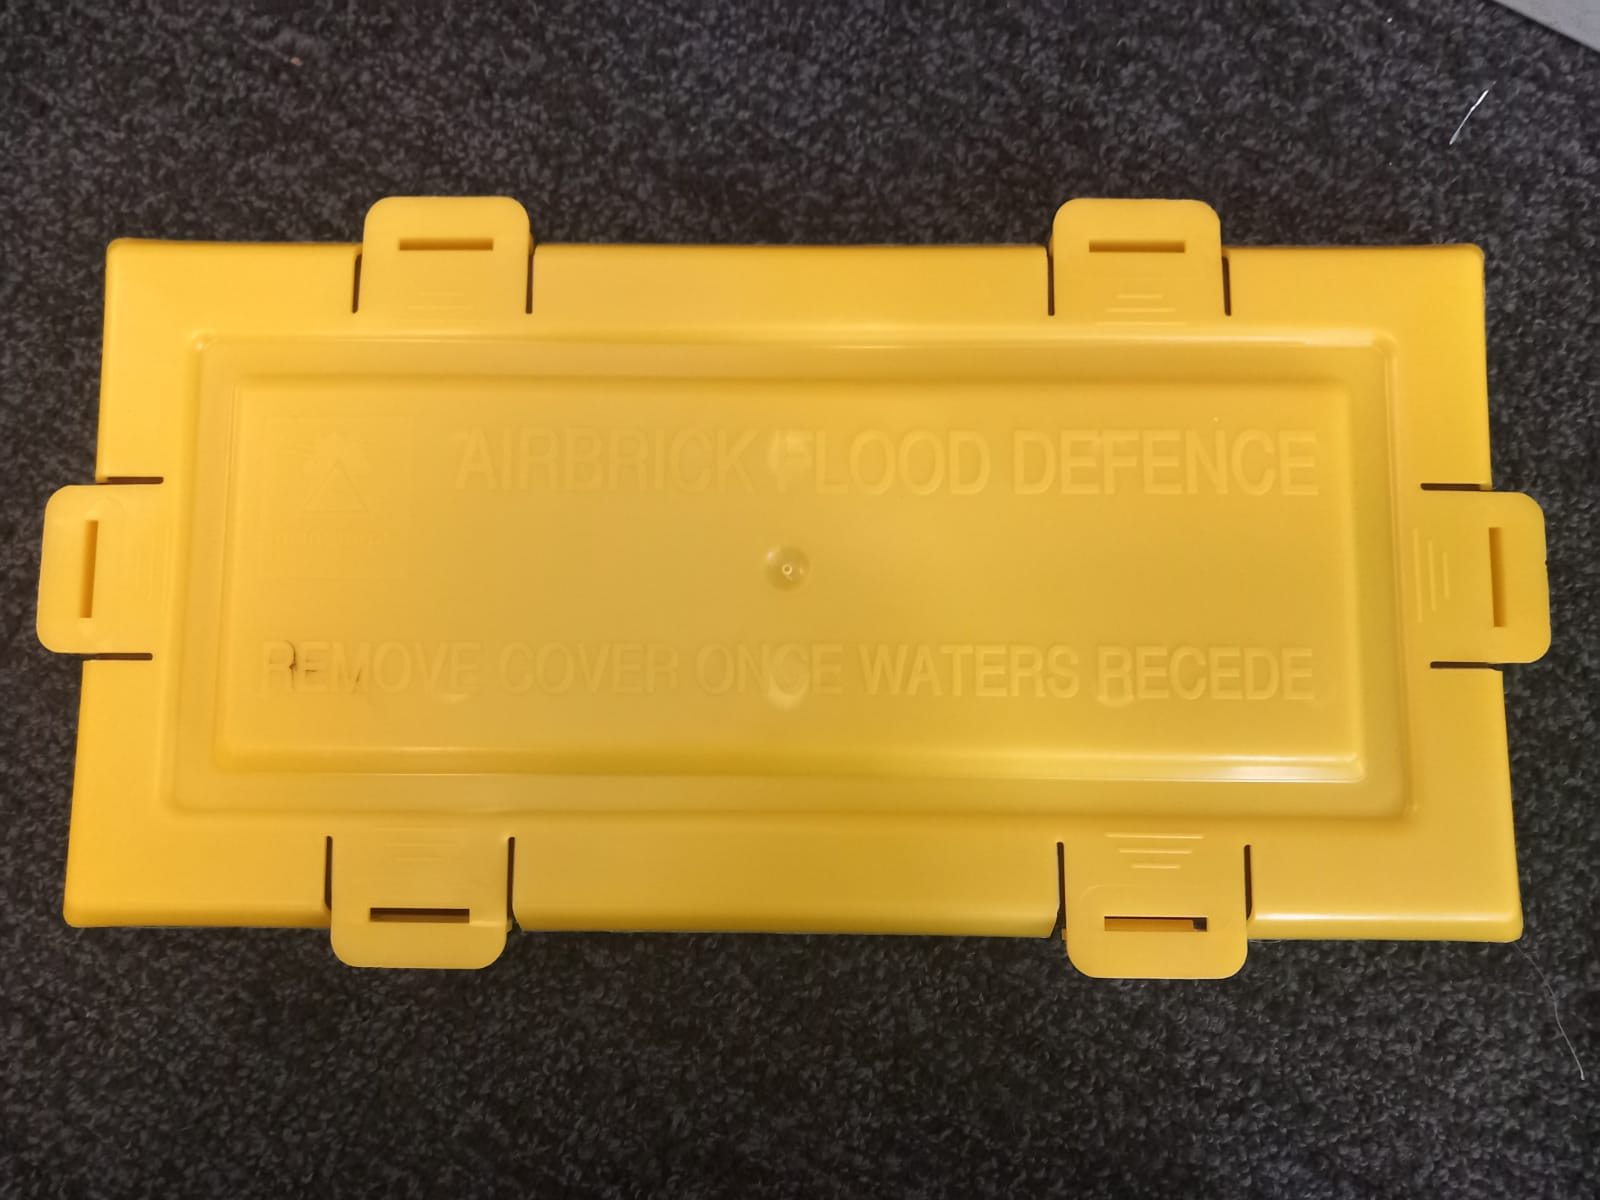 AIRBRICK FLOOD DEFENCE
REMOVE COVER ONCE WATERS RECEDE